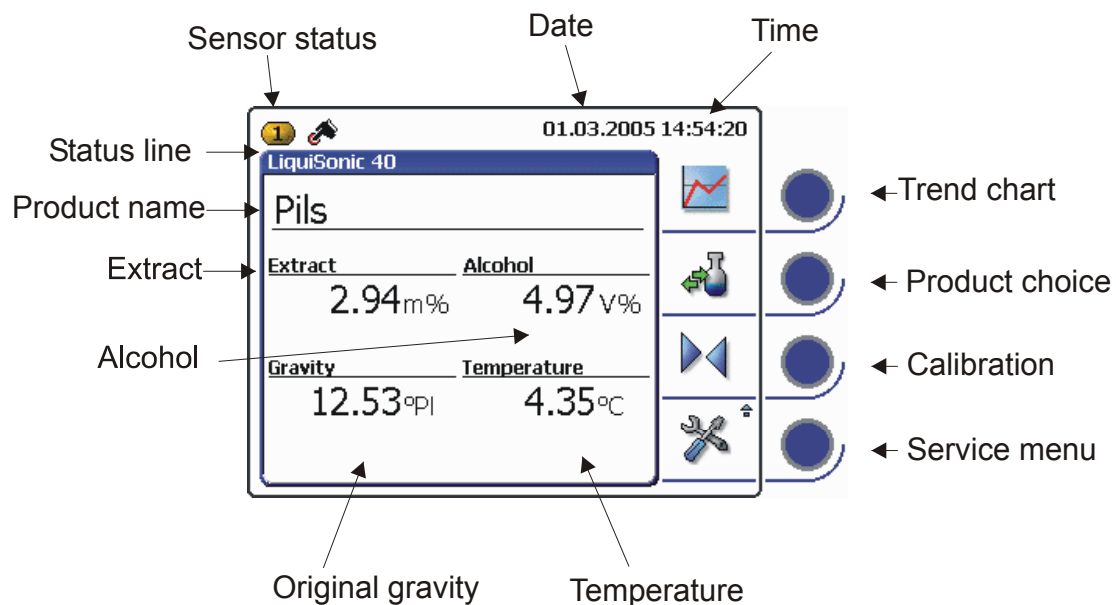 Sensor status
Date
Time
1
01.03.2005 14:54:20
Status line
LiquiSonic 40
Product name
Pils
Trend chart
Extract
Extract
Alcohol
2.94 m%
4.97 V%
Product choice
Alcohol
Gravity
Temperature
12.53 °Pl
4.35 °C
Calibration
Service menu
Original gravity
Temperature